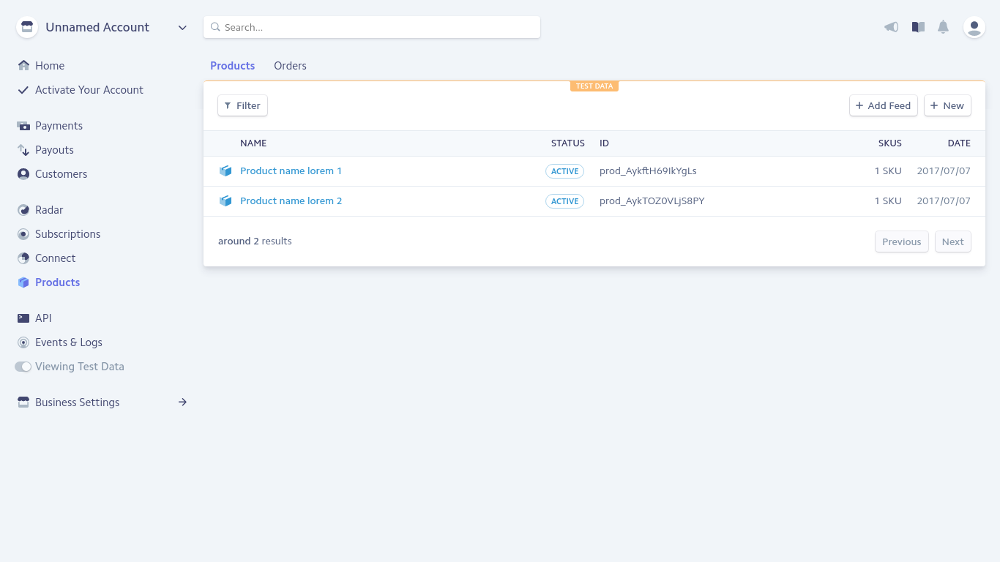 Unnamed Account
Search...
Home
Activate Your Account
Payments
Payouts
Customers
Radar
Subscriptions
Connect
Products
API
Events & Logs
Viewing Test Data
Business Settings
Products Orders
TEST DATA
Filter Add Feed New
NAME STATUS ID SKUS DATE
Product name lorem 1 ACTIVE prod_AykftH69IkYgLs 1 SKU 2017/07/07
Product name lorem 2 ACTIVE prod_AykTOZ0VLjS8PY 1 SKU 2017/07/07
around 2 results Previous Next